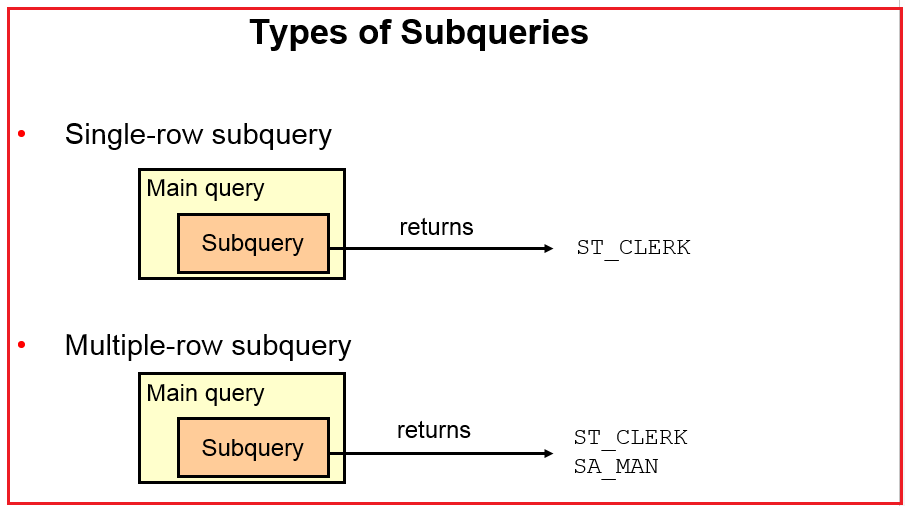 Types of Subqueries
• Single-row subquery
Main query
Subquery
returns
ST_CLERK
• Multiple-row subquery
Main query
Subquery
returns
ST_CLERK
SA_MAN